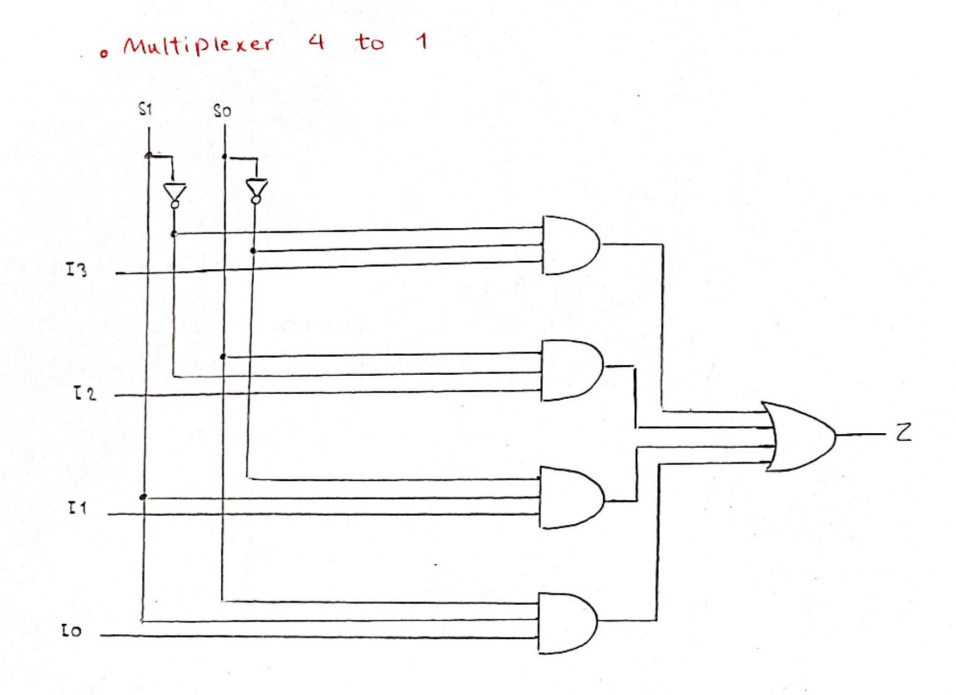 • Multiplexer 4 to 1
S1 S0
I3
I2
Z
I1
I0